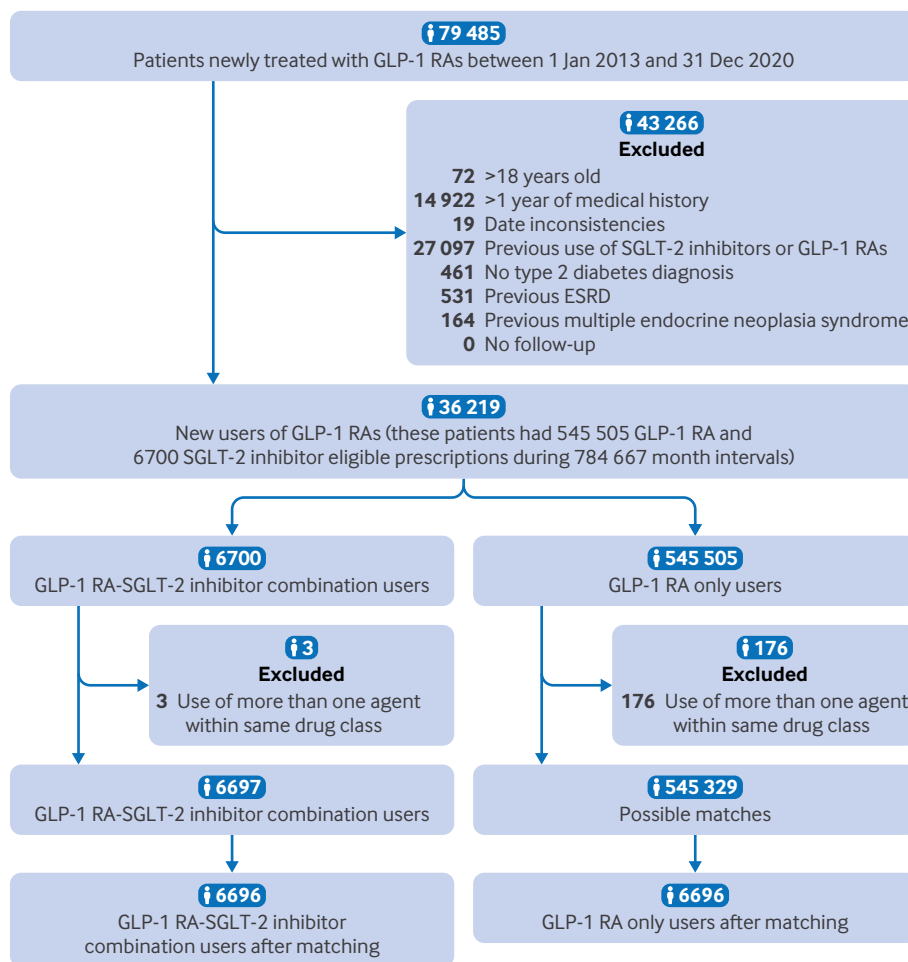 79 485
Patients newly treated with GLP-1 RAs between 1 Jan 2013 and 31 Dec 2020
43 266
Excluded
72 >18 years old
14 922 >1 year of medical history
19 Date inconsistencies
27 097 Previous use of SGLT-2 inhibitors or GLP-1 RAs
461 No type 2 diabetes diagnosis
531 Previous ESRD
164 Previous multiple endocrine neoplasia syndrome
0 No follow-up
36 219
New users of GLP-1 RAs (these patients had 545 505 GLP-1 RA and
6700 SGLT-2 inhibitor eligible prescriptions during 784 667 month intervals)
6700
GLP-1 RA-SGLT-2 inhibitor combination users
545 505
GLP-1 RA only users
3
Excluded
3 Use of more than one agent
within same drug class
176
Excluded
176 Use of more than one agent
within same drug class
6697
GLP-1 RA-SGLT-2 inhibitor combination users
545 329
Possible matches
6696
GLP-1 RA-SGLT-2 inhibitor
combination users after matching
6696
GLP-1 RA only users after matching